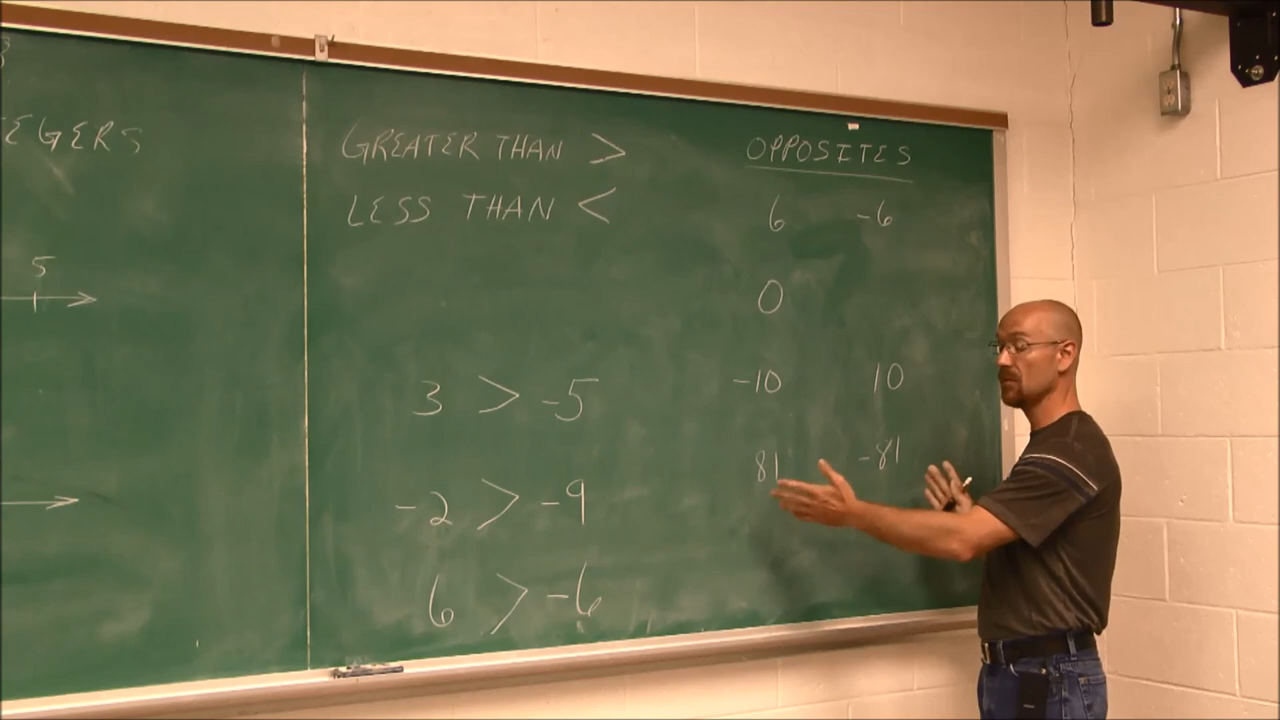 EGERS
5
GREATER THAN >
LESS THAN <
3 > -5
-2 > -9
6 > -6
OPPOSITES
6 -6
0
-10 10
81 -81